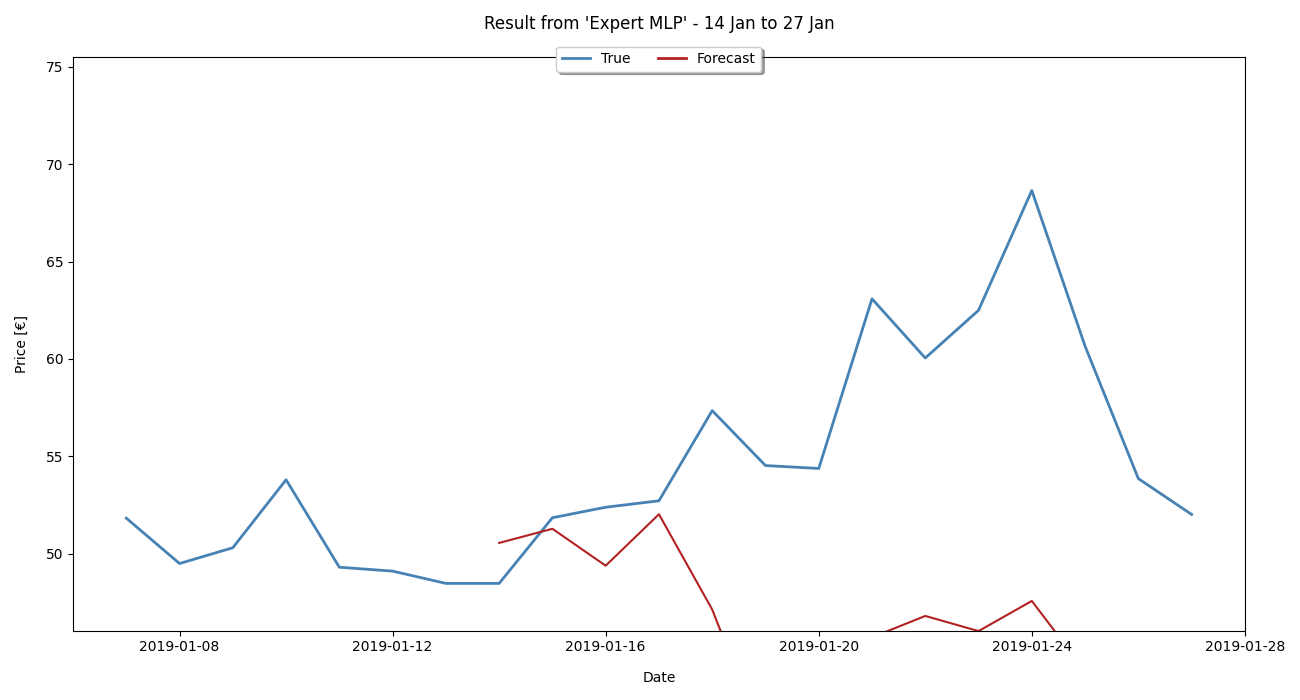 Result from 'Expert MLP' - 14 Jan to 27 Jan
True Forecast
75
70
65
60
55
50
Price [€]
2019-01-08 2019-01-12 2019-01-16 2019-01-20 2019-01-24 2019-01-28
Date